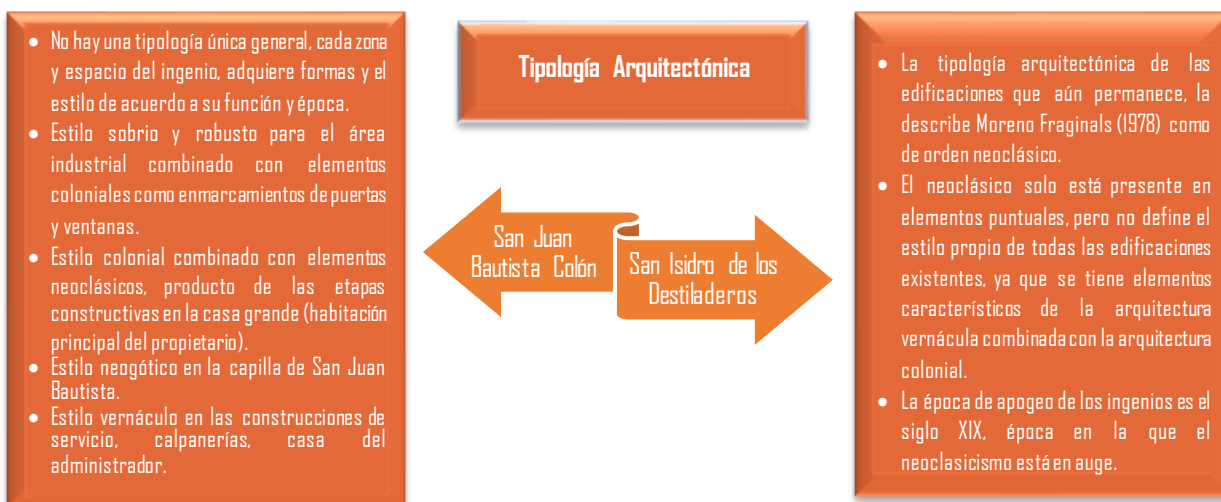 Tipología Arquitectónica
• No hay una tipología única general, cada zona
y espacio del ingenio, adquiere formas y el
estilo de acuerdo a su función y época.
• Estilo sobrio y robusto para el área
industrial combinado con elementos
coloniales como enmarcamientos de puertas
y ventanas.
• Estilo colonial combinado con elementos
neoclásicos, producto de las etapas
constructivas en la casa grande (habitación
principal del propietario).
• Estilo neogótico en la capilla de San Juan
Bautista.
• Estilo vernáculo en las construcciones de
servicio, calpanerías, casa del
administrador.
San Juan
Bautista Colón
San Isidro de los
Destiladeros
• La tipología arquitectónica de las
edificaciones que aún permanece, la
describe Moreno Fraginals (1978) como
de orden neoclásico.
• El neoclásico solo está presente en
elementos puntuales, pero no define el
estilo propio de todas las edificaciones
existentes, ya que se tiene elementos
característicos de la arquitectura
vernácula combinada con la arquitectura
colonial.
• La época de apogeo de los ingenios es el
siglo XIX, época en la que el
neoclasicismo está en auge.